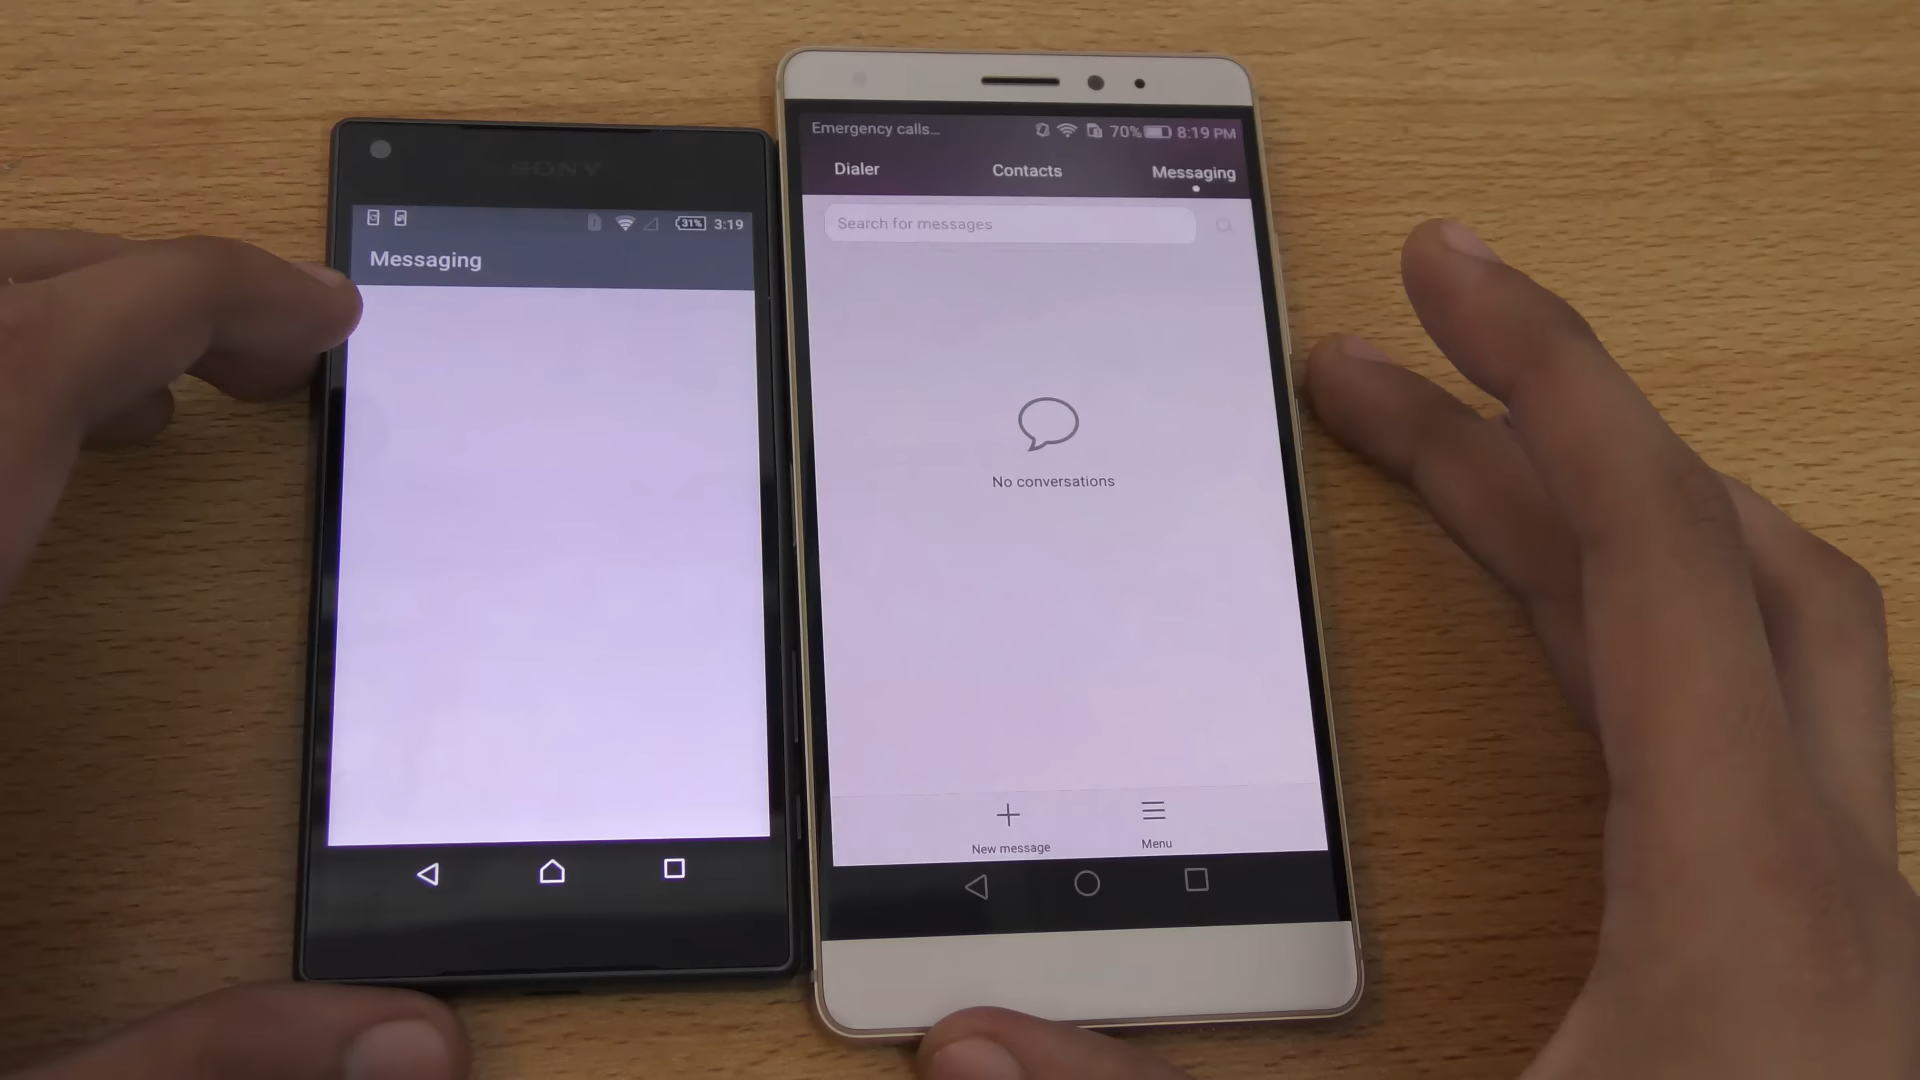 SONY
31% 3:19
Messaging
Emergency calls... 70% 8:19 PM
Dialer Contacts Messaging
Search for messages
No conversations
New message Menu